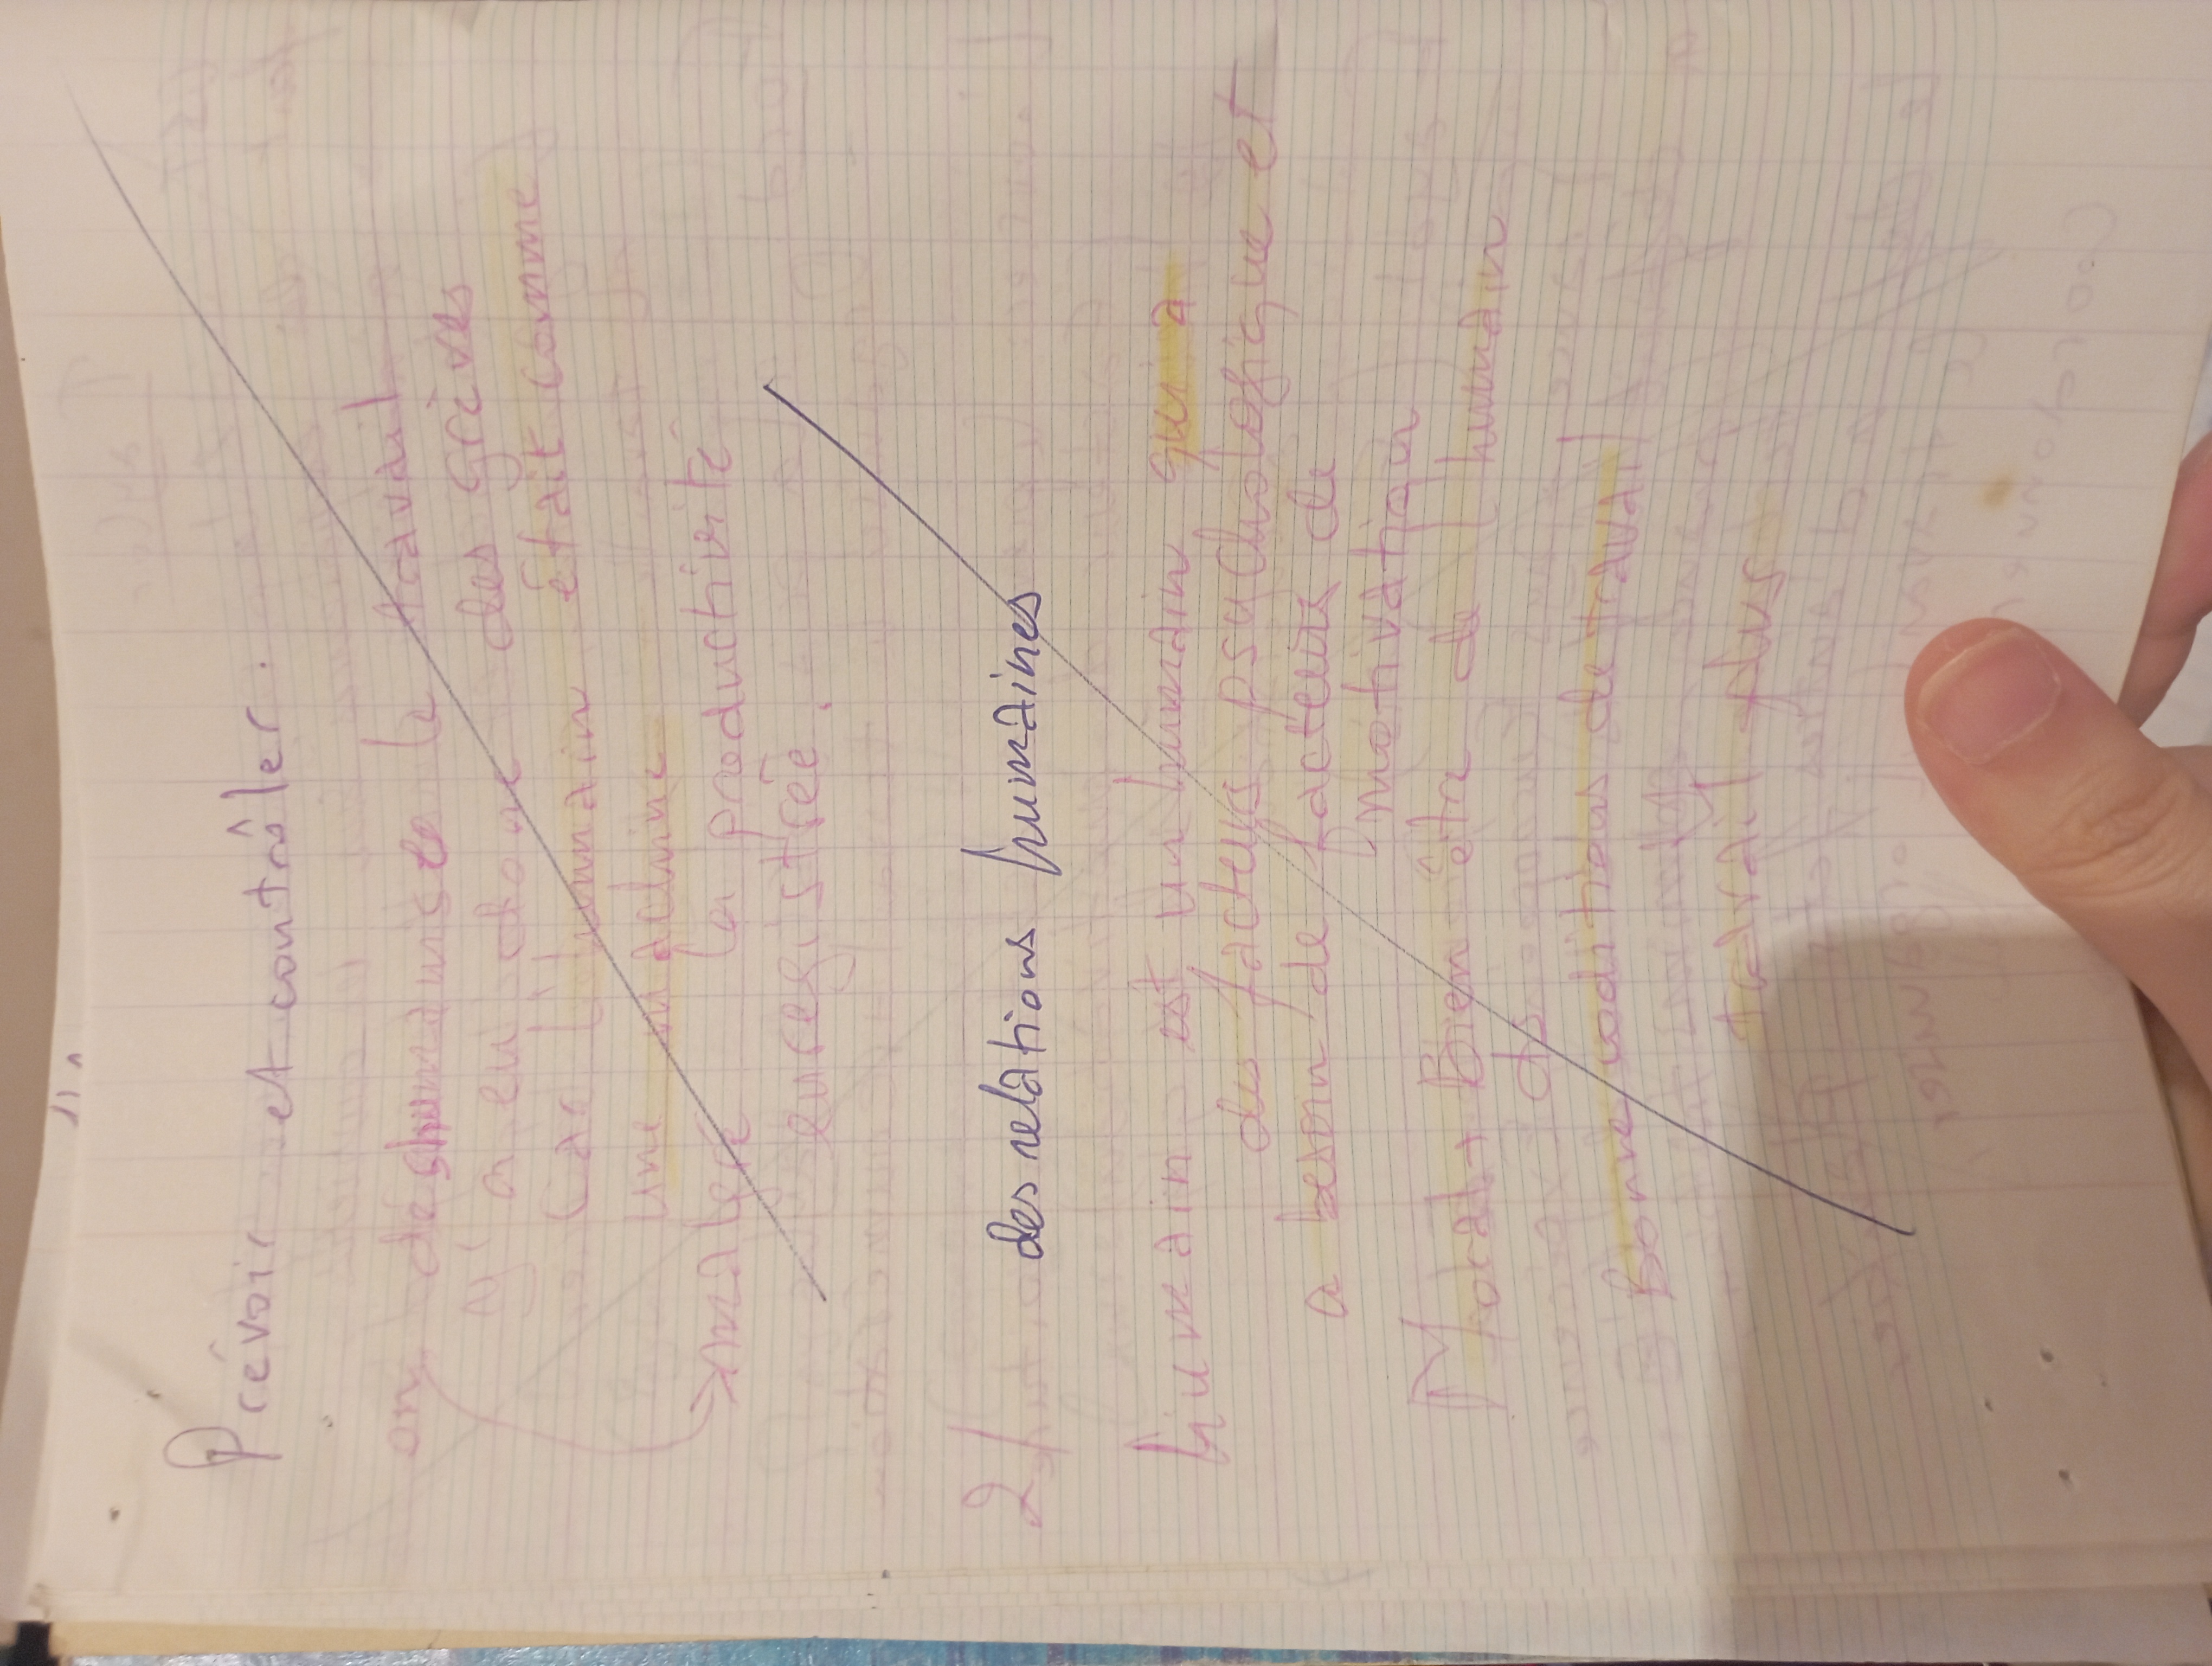 Prévoir et contrôler.
on déshumanise le travail
y'a eu donc des grèves
Car l'humain était comme
une machine
→ malgré la productivité
enregistrée.
2/ des relations humaines
humain est un humain qui a
des facteurs psychologique et
a besoin de facteurs de
motivation
Moral + Bien être de l'humain
ds
Bonne coditions de travail
travail plus